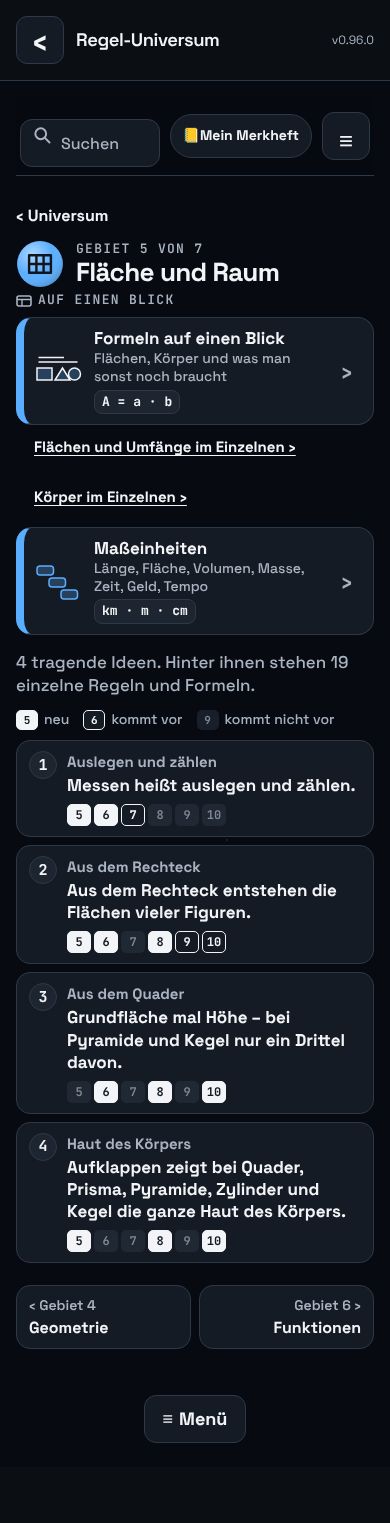 < Regel-Universum v0.96.0
Suchen Mein Merkheft ≡
< Universum
GEBIET 5 VON 7
Fläche und Raum
AUF EINEN BLICK
Formeln auf einen Blick
Flächen, Körper und was man
sonst noch braucht
A = a · b
>
Flächen und Umfänge im Einzelnen >
Körper im Einzelnen >
Maßeinheiten
Länge, Fläche, Volumen, Masse,
Zeit, Geld, Tempo
km · m · cm
>
4 tragende Ideen. Hinter ihnen stehen 19
einzelne Regeln und Formeln.
5 neu 6 kommt vor 9 kommt nicht vor
1 Auslegen und zählen
Messen heißt auslegen und zählen.
5 6 7 8 9 10
2 Aus dem Rechteck
Aus dem Rechteck entstehen die
Flächen vieler Figuren.
5 6 7 8 9 10
3 Aus dem Quader
Grundfläche mal Höhe – bei
Pyramide und Kegel nur ein Drittel
davon.
5 6 7 8 9 10
4 Haut des Körpers
Aufklappen zeigt bei Quader,
Prisma, Pyramide, Zylinder und
Kegel die ganze Haut des Körpers.
5 6 7 8 9 10
< Gebiet 4
Geometrie
Gebiet 6 >
Funktionen
≡ Menü